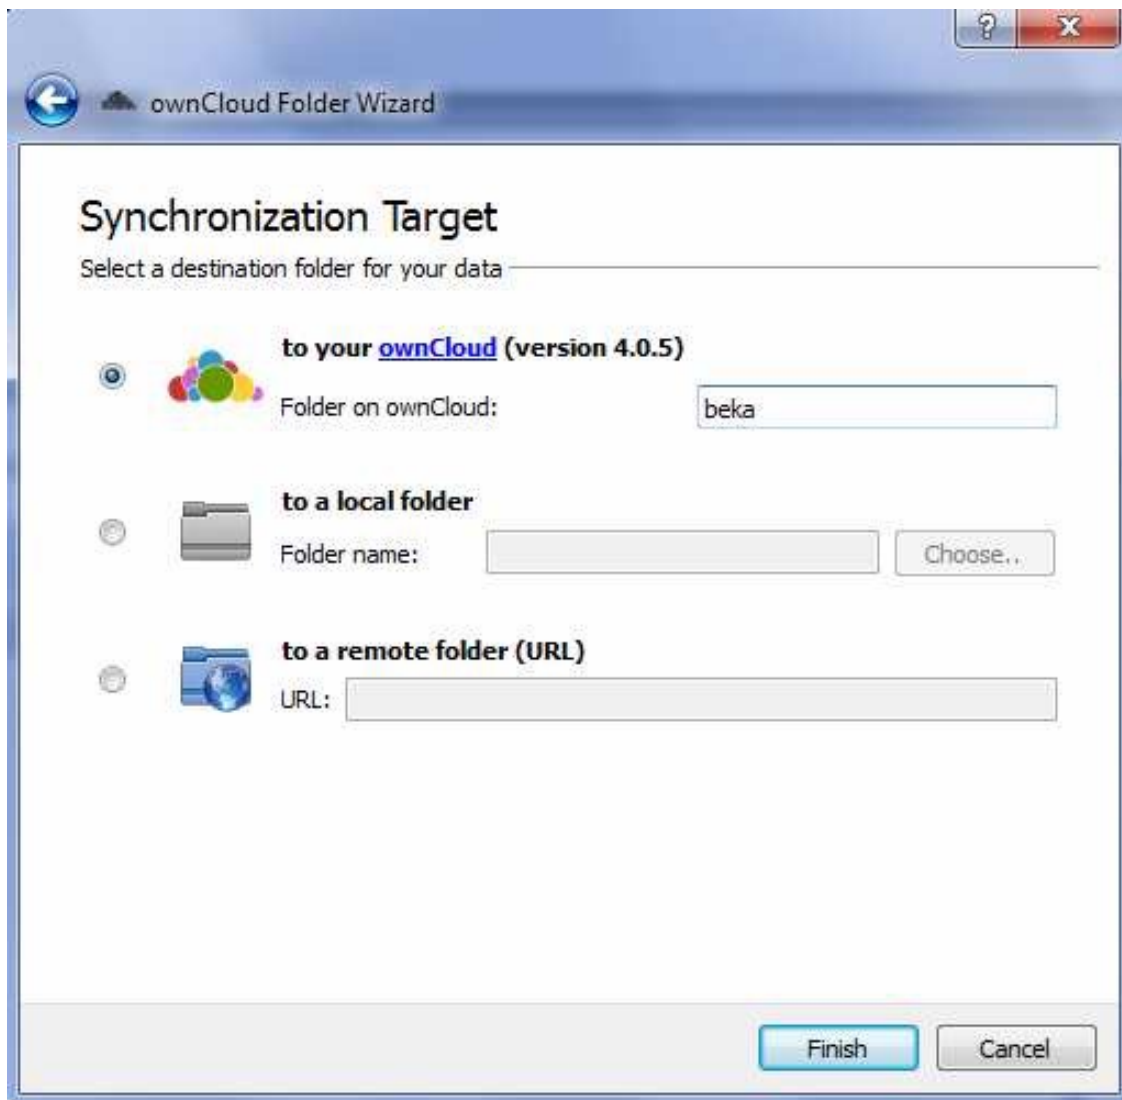 ?
X
ownCloud Folder Wizard
Synchronization Target
Select a destination folder for your data
to your ownCloud (version 4.0.5)
Folder on ownCloud:
beka
to a local folder
Folder name:
Choose..
to a remote folder (URL)
URL:
Finish
Cancel